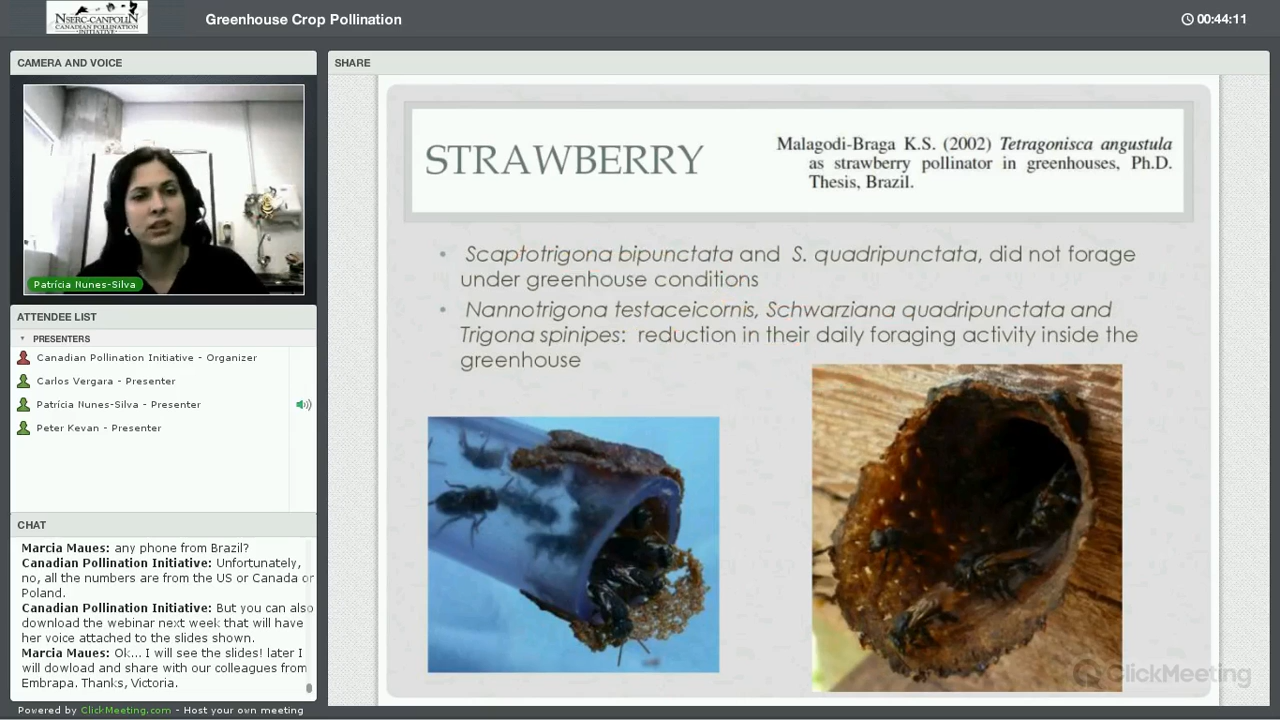 NSERC-CANPOLIN
CANADIAN POLLINATION
INITIATIVE
Greenhouse Crop Pollination
00:44:11
CAMERA AND VOICE
Patrícia Nunes-Silva
ATTENDEE LIST
PRESENTERS
Canadian Pollination Initiative - Organizer
Carlos Vergara - Presenter
Patrícia Nunes-Silva - Presenter
Peter Kevan - Presenter
CHAT
Marcia Maues: any phone from Brazil?
Canadian Pollination Initiative: Unfortunately,
no, all the numbers are from the US or Canada or
Poland.
Canadian Pollination Initiative: But you can also
download the webinar next week that will have
her voice attached to the slides shown.
Marcia Maues: Ok... I will see the slides! later I
will dowload and share with our colleagues from
Embrapa. Thanks, Victoria.
Powered by ClickMeeting.com - Host your own meeting
SHARE
STRAWBERRY
Malagodi-Braga K.S. (2002) Tetragonisca angustula
as strawberry pollinator in greenhouses, Ph.D.
Thesis, Brazil.
• Scaptotrigona bipunctata and S. quadripunctata, did not forage
under greenhouse conditions
• Nannotrigona testaceicornis, Schwarziana quadripunctata and
Trigona spinipes: reduction in their daily foraging activity inside the
greenhouse
ClickMeeting